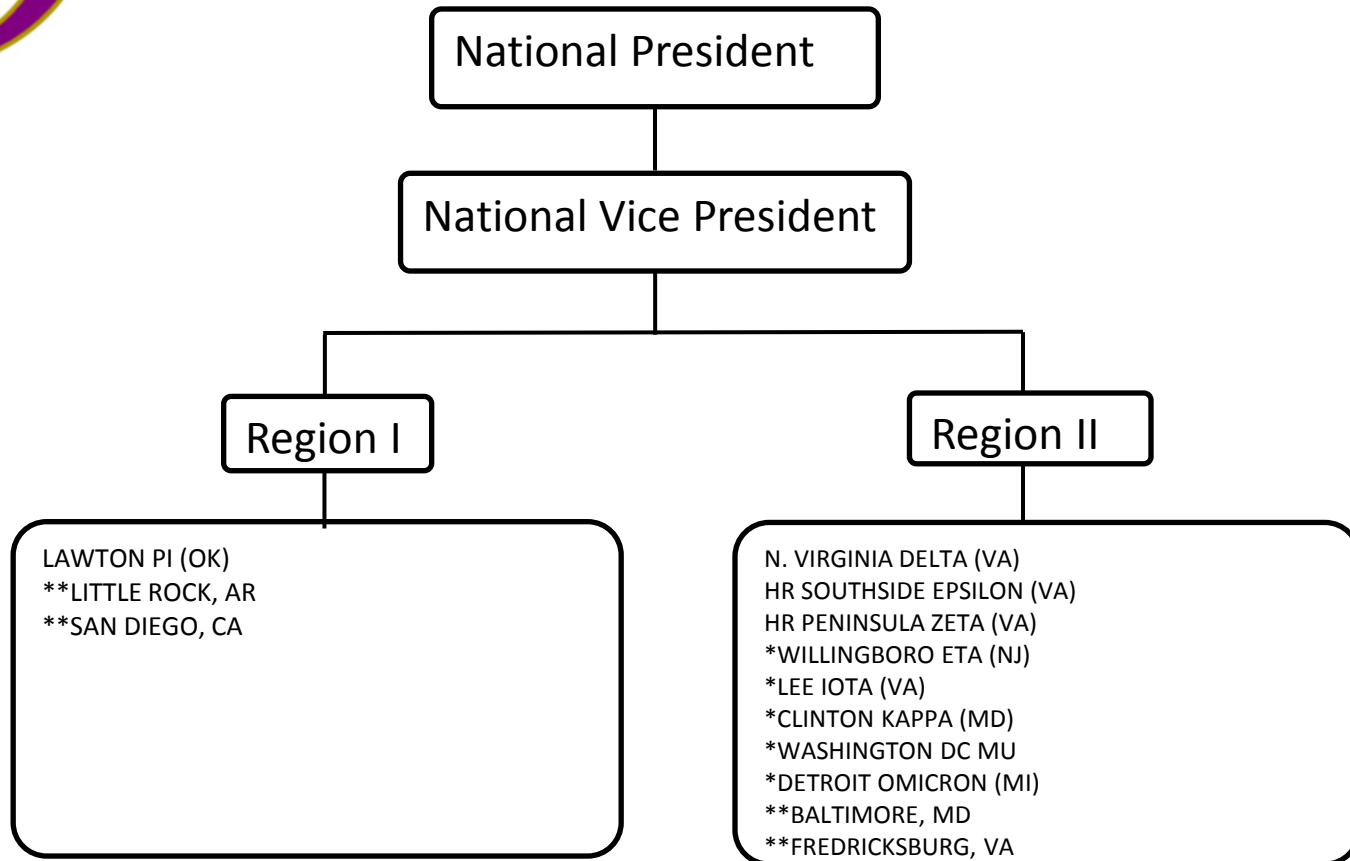 National President
National Vice President
Region I
Region II
LAWTON PI (OK)
**LITTLE ROCK, AR
**SAN DIEGO, CA
N. VIRGINIA DELTA (VA)
HR SOUTHSIDE EPSILON (VA)
HR PENINSULA ZETA (VA)
*WILLINGBORO ETA (NJ)
*LEE IOTA (VA)
*CLINTON KAPPA (MD)
*WASHINGTON DC MU
*DETROIT OMICRON (MI)
**BALTIMORE, MD
**FREDRICKSBURG, VA